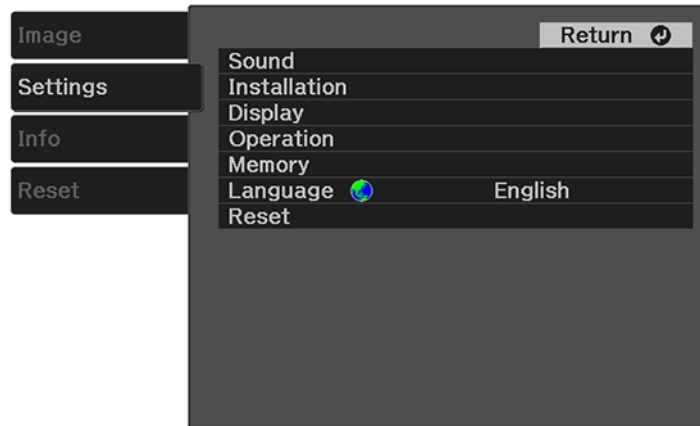 Image
Settings
Info
Reset
Return
Sound
Installation
Display
Operation
Memory
Language English
Reset